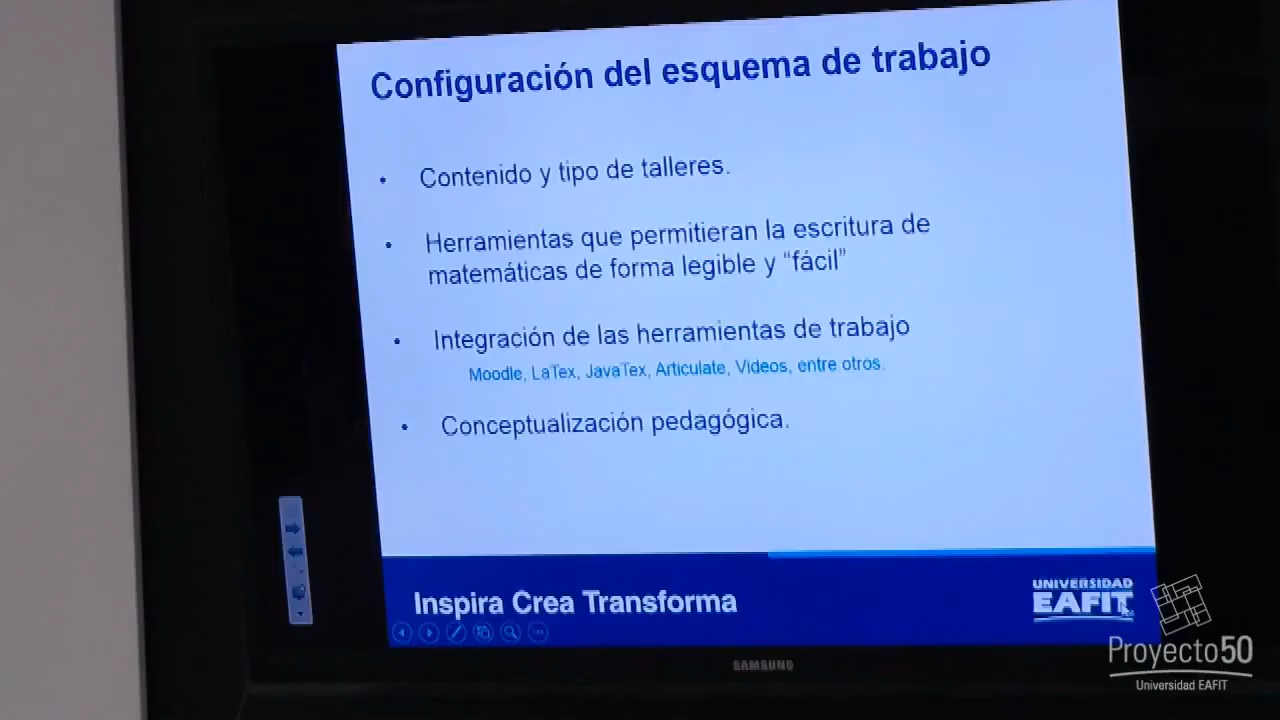 Configuración del esquema de trabajo
• Contenido y tipo de talleres.
• Herramientas que permitieran la escritura de
matemáticas de forma legible y “fácil”
• Integración de las herramientas de trabajo
Moodle, LaTex, JavaTex, Articulate, Videos, entre otros.
• Conceptualización pedagógica.
Inspira Crea Transforma
UNIVERSIDAD
EAFIT
SAMSUNG
Proyecto50
Universidad EAFIT